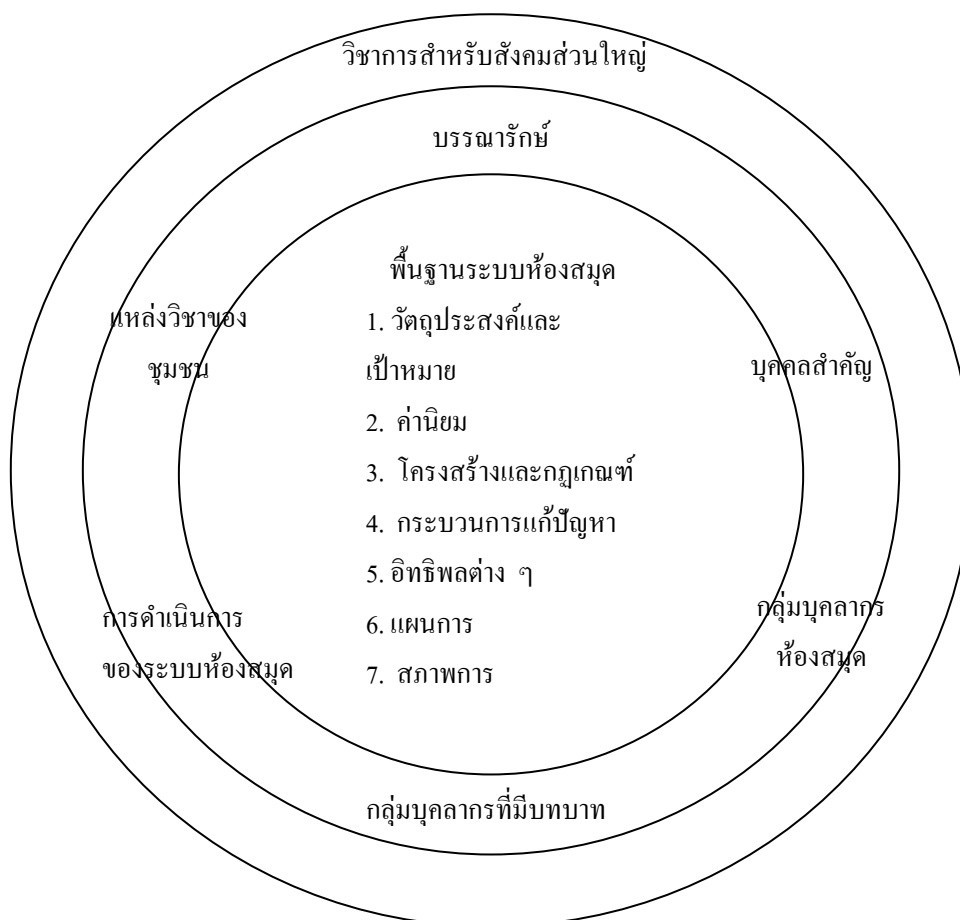 วิชาการสำหรับสังคมส่วนใหญ่
บรรณารักษ์
พื้นฐานระบบห้องสมุด
1. วัตถุประสงค์และ
เป้าหมาย
2. ค่านิยม
3. โครงสร้างและกฏเกณฑ์
4. กระบวนการแก้ปัญหา
5. อิทธิพลต่าง ๆ
6. แผนการ
7. สภาพการ
แหล่งวิชาของ
ชุมชน
บุคคลสำคัญ
การดำเนินการ
ของระบบห้องสมุด
กลุ่มบุคลากร
ห้องสมุด
กลุ่มบุคลากรที่มีบทบาท